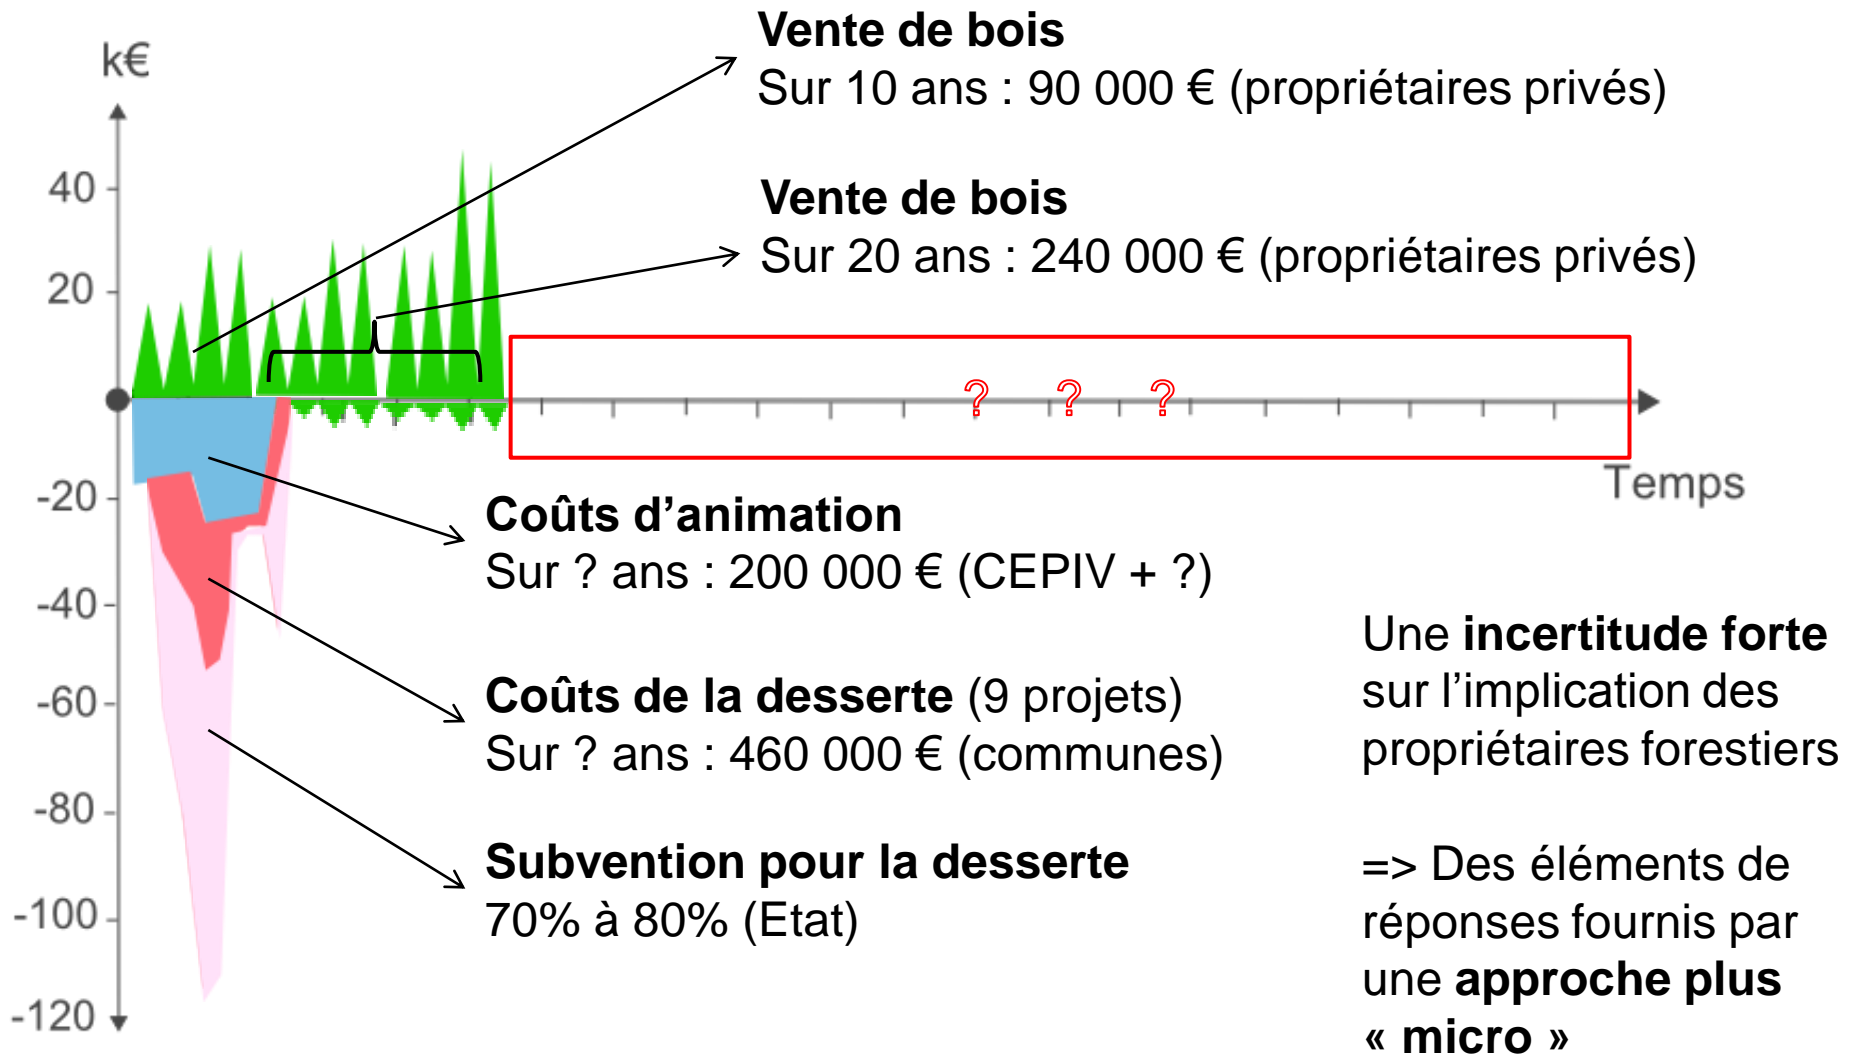 Vente de bois
Sur 10 ans : 90 000 € (propriétaires privés)
k€
Vente de bois
Sur 20 ans : 240 000 € (propriétaires privés)
40
20
? ? ?
Temps
-20
-40
-60
-80
-100
-120
Coûts d’animation
Sur ? ans : 200 000 € (CEPIV + ?)
Coûts de la desserte (9 projets)
Sur ? ans : 460 000 € (communes)
Subvention pour la desserte
70% à 80% (Etat)
Une incertitude forte
sur l’implication des
propriétaires forestiers
=> Des éléments de
réponses fournis par
une approche plus
« micro »